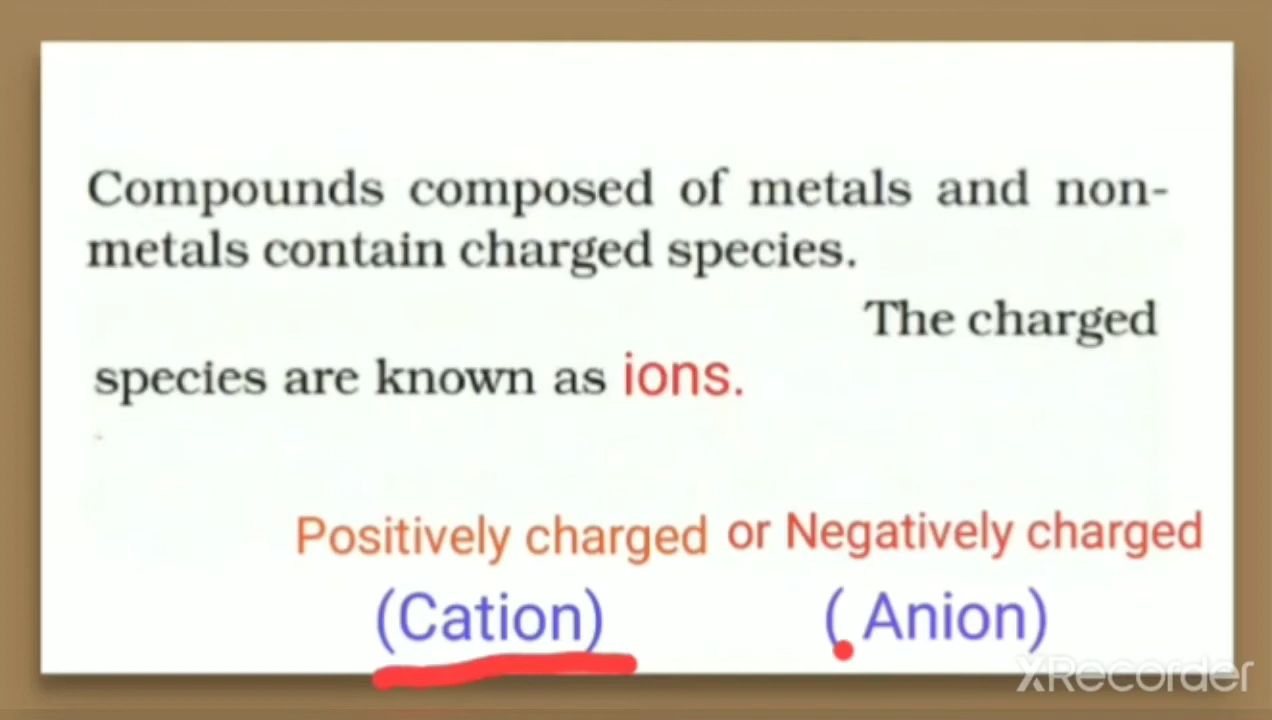 Compounds composed of metals and non-
metals contain charged species.
The charged
species are known as ions.
Positively charged or Negatively charged
(Cation) ( Anion)
XRecorder